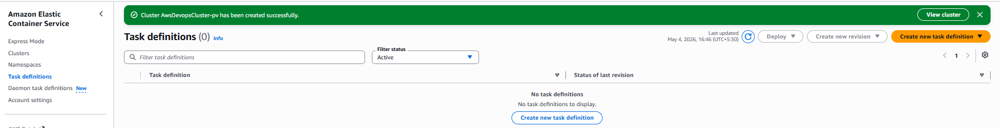 Amazon Elastic
Container Service
Express Mode
Clusters
Namespaces
Task definitions
Daemon task definitions New
Account settings
Cluster AwsDevopsCluster-pv has been created successfully.
View cluster
Task definitions (0) Info
Last updated
May 4, 2026, 16:46 (UTC+5:30)
Deploy
Create new revision
Create new task definition
Filter task definitions
Filter status
Active
1
Task definition
Status of last revision
No task definitions
No task definitions to display.
Create new task definition